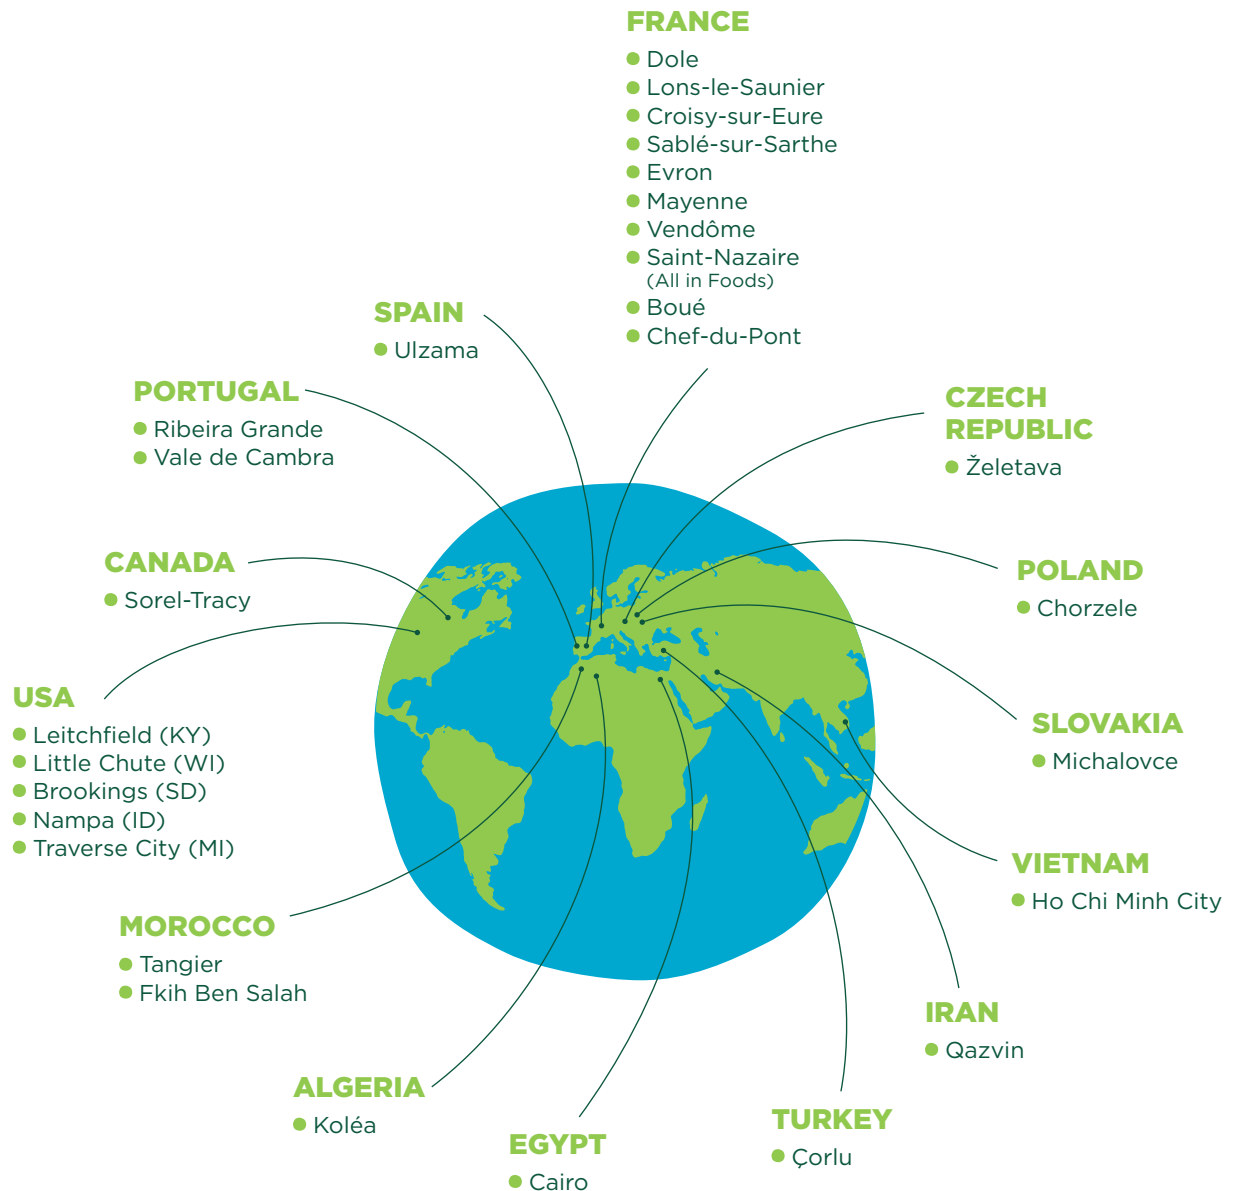 FRANCE
Dole
Lons-le-Saunier
Croisy-sur-Eure
Sablé-sur-Sarthe
Evron
Mayenne
Vendôme
Saint-Nazaire
(All in Foods)
Boué
Chef-du-Pont
SPAIN
Ulzama
PORTUGAL
Ribeira Grande
Vale de Cambra
CANADA
Sorel-Tracy
USA
Leitchfield (KY)
Little Chute (WI)
Brookings (SD)
Nampa (ID)
Traverse City (MI)
MOROCCO
Tangier
Fkih Ben Salah
ALGERIA
Koléa
EGYPT
Cairo
TURKEY
Çorlu
IRAN
Qazvin
VIETNAM
Ho Chi Minh City
SLOVAKIA
Michalovce
POLAND
Chorzele
CZECH
REPUBLIC
Želetava